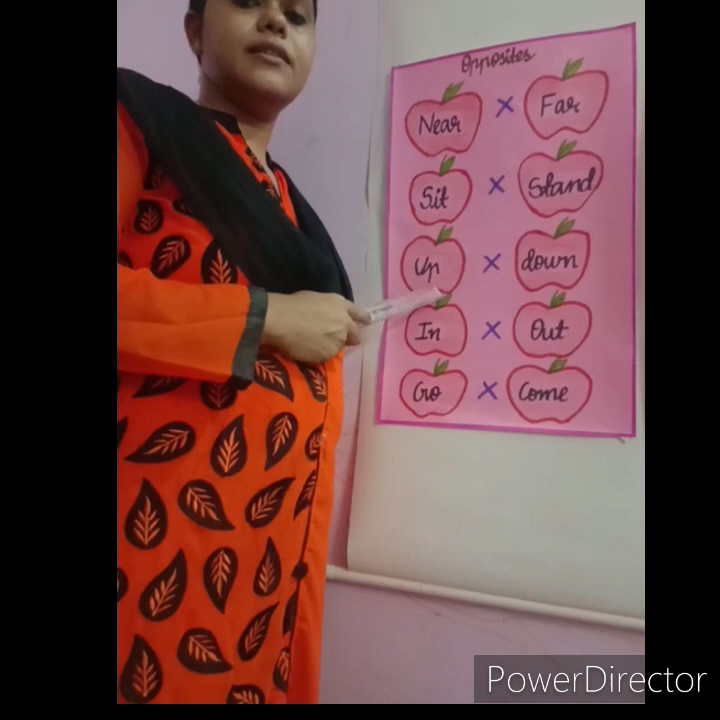 Opposites
Near × Far
Sit × Stand
Up × down
In × Out
Go × Come
PowerDirector